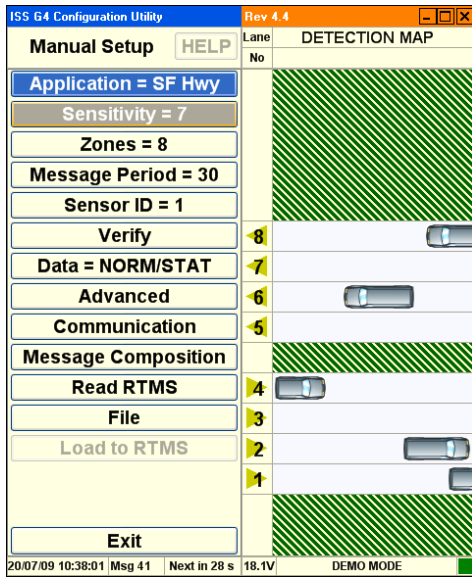 ISS G4 Configuration Utility Rev 4.4
Manual Setup HELP Lane DETECTION MAP
No
Application = SF Hwy
Sensitivity = 7
Zones = 8
Message Period = 30
Sensor ID = 1
Verify 8
Data = NORM/STAT 7
Advanced 6
Communication 5
Message Composition
Read RTMS 4
File 3
Load to RTMS 2
1
Exit
20/07/09 10:38:01 Msg 41 Next in 28 s 18.1V DEMO MODE